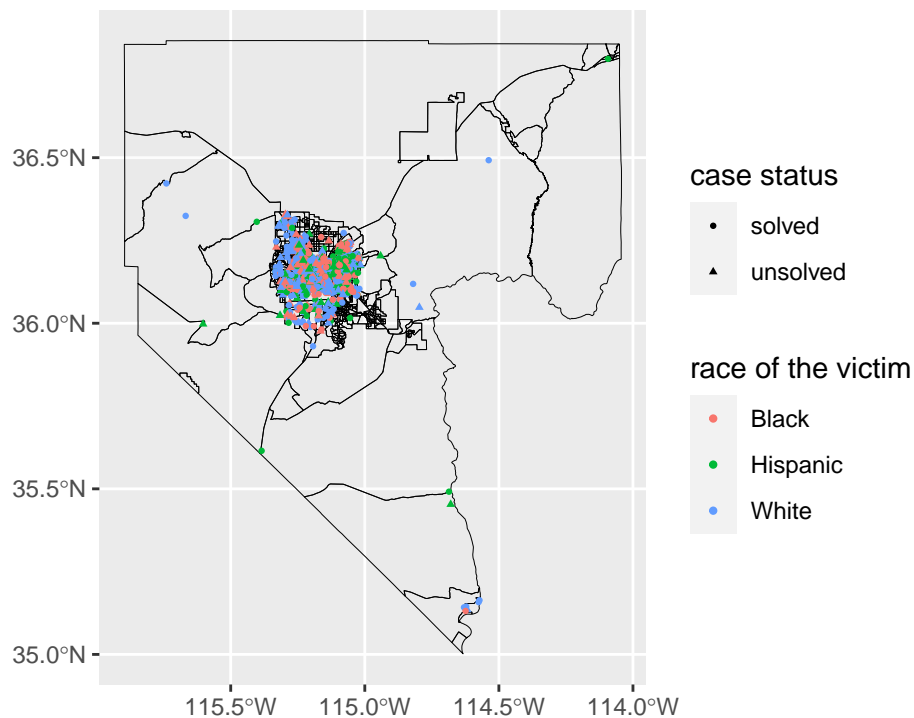 36.5°N
36.0°N
35.5°N
35.0°N
115.5°W 115.0°W 114.5°W 114.0°W
case status
solved
unsolved
race of the victim
Black
Hispanic
White